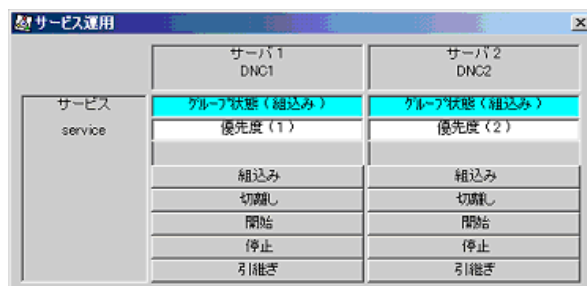 サービス運用
サーバ1 サーバ2
DNC1 DNC2
サービス グループ状態(組込み) グループ状態(組込み)
service 優先度(1) 優先度(2)
組込み 組込み
切離し 切離し
開始 開始
停止 停止
引継ぎ 引継ぎ